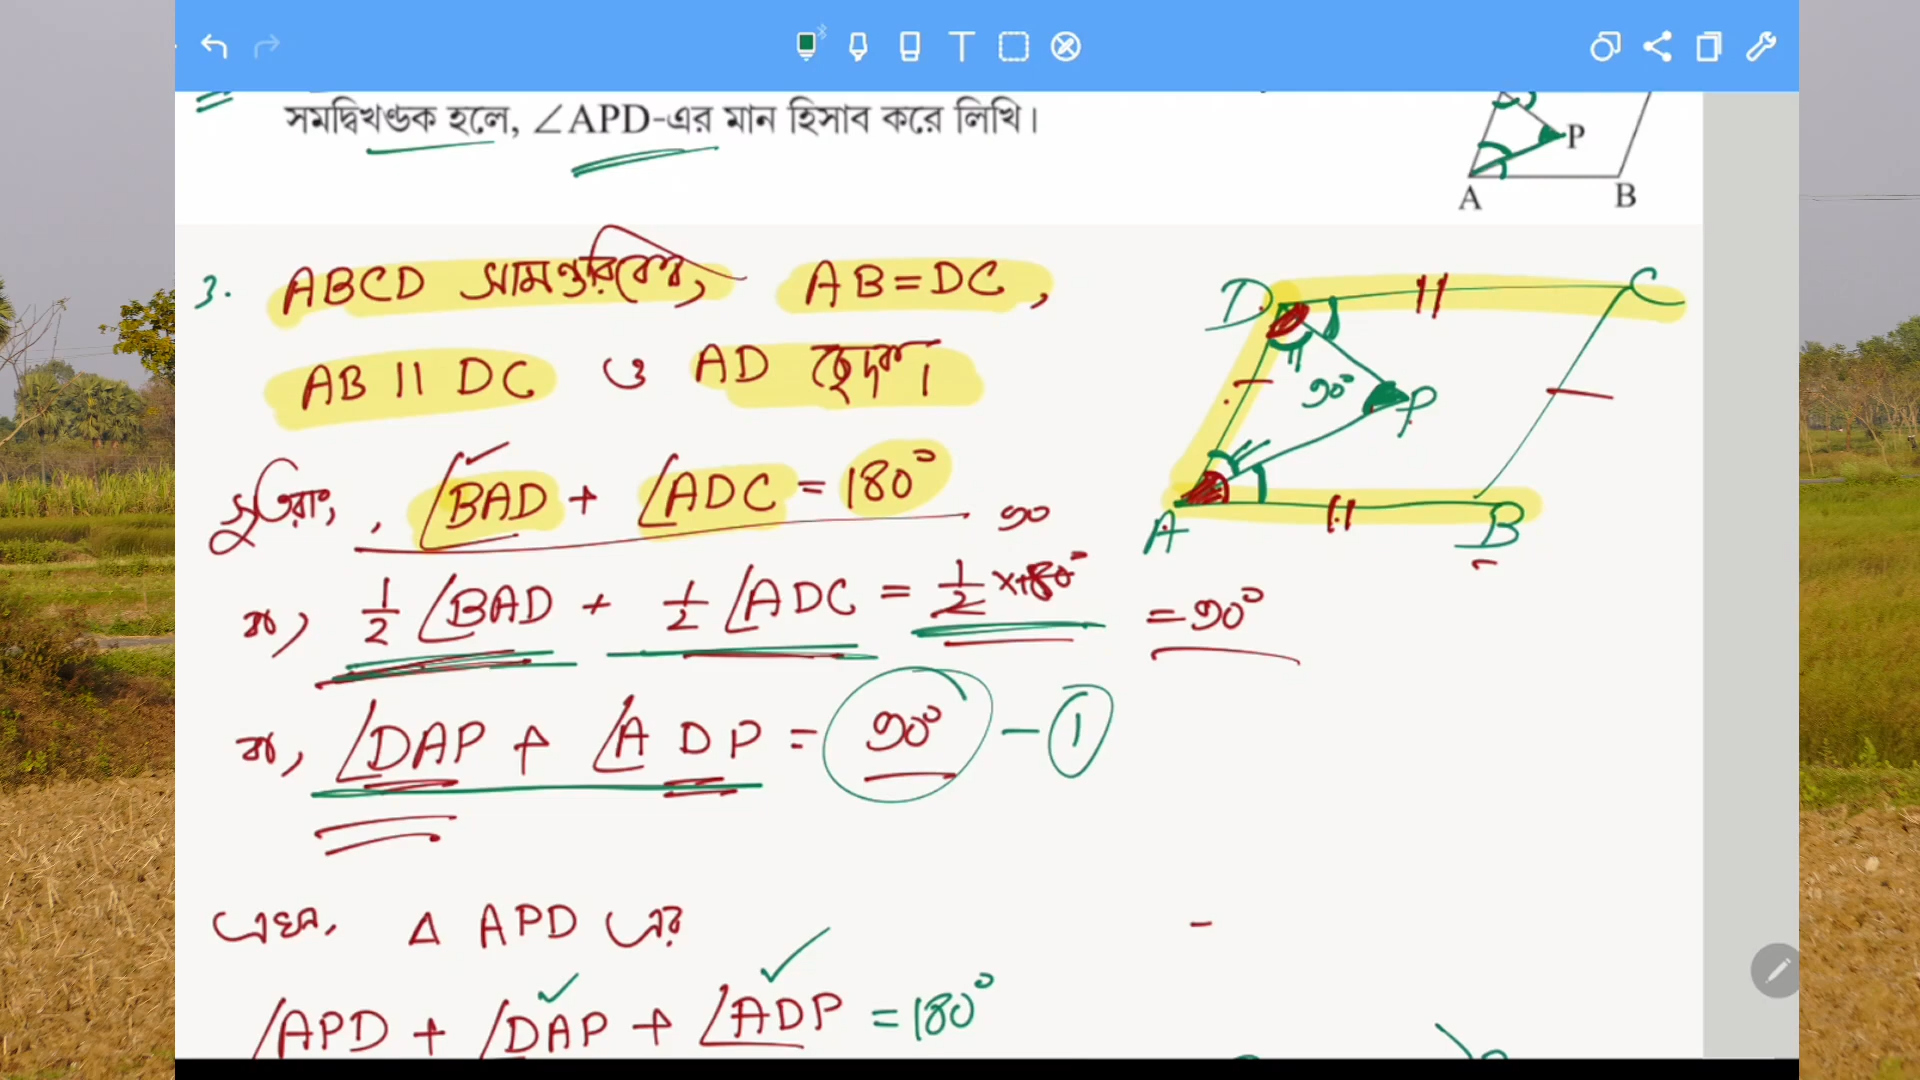 সমদ্বিখণ্ডক হলে, ∠APD-এর মান হিসাব করে লিখি।
P
A B
3. ABCD সামন্তরিকের, AB = DC,
AB || DC ও AD ছেদক।
D C
90° P
A B
সুতরাং, ∠BAD + ∠ADC = 180°
90
বা, 1/2 ∠BAD + 1/2 ∠ADC = 1/2 × 180° = 90°
বা, ∠DAP + ∠ADP = 90° – 1
এখন, Δ APD এর
∠APD + ∠DAP + ∠ADP = 180°